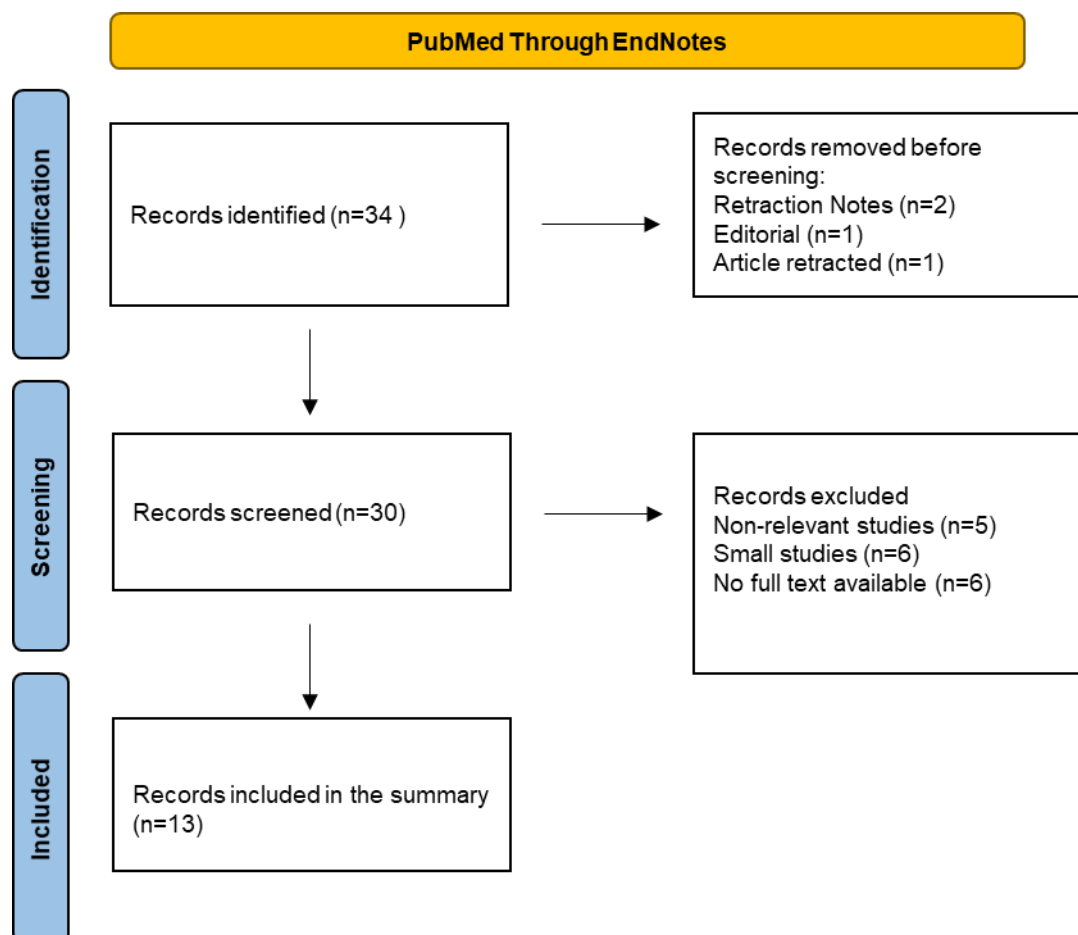 PubMed Through EndNotes
Identification
Records identified (n=34 )
Records removed before
screening:
Retraction Notes (n=2)
Editorial (n=1)
Article retracted (n=1)
Screening
Records screened (n=30)
Records excluded
Non-relevant studies (n=5)
Small studies (n=6)
No full text available (n=6)
Included
Records included in the summary
(n=13)